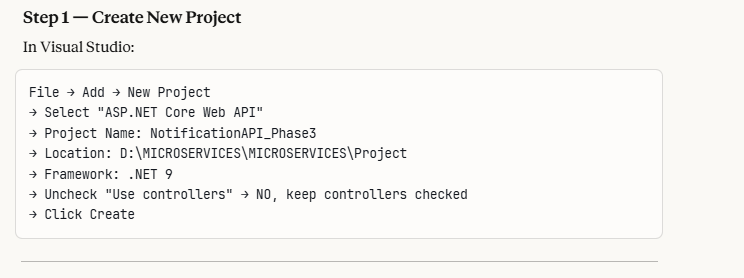 Step 1 — Create New Project
In Visual Studio:
File → Add → New Project
→ Select "ASP.NET Core Web API"
→ Project Name: NotificationAPI_Phase3
→ Location: D:\MICROSERVICES\MICROSERVICES\Project
→ Framework: .NET 9
→ Uncheck "Use controllers" → NO, keep controllers checked
→ Click Create